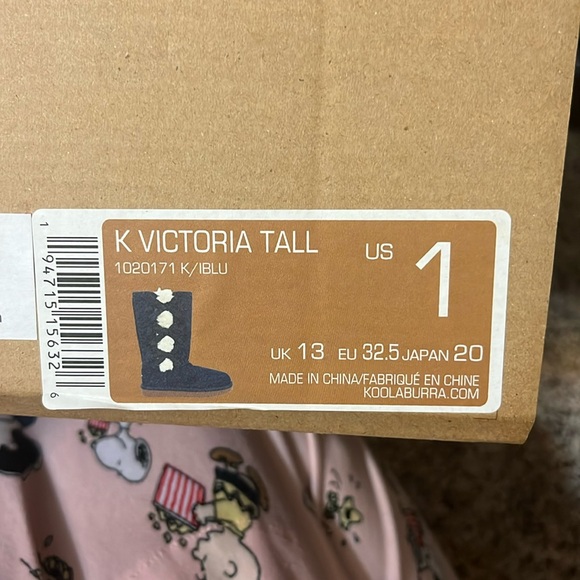 K VICTORIA TALL
1020171 K/IBLU
US 1
UK 13 EU 32.5 JAPAN 20
MADE IN CHINA/FABRIQUÉ EN CHINE
KOOLABURRA.COM
1 94715 15632 6